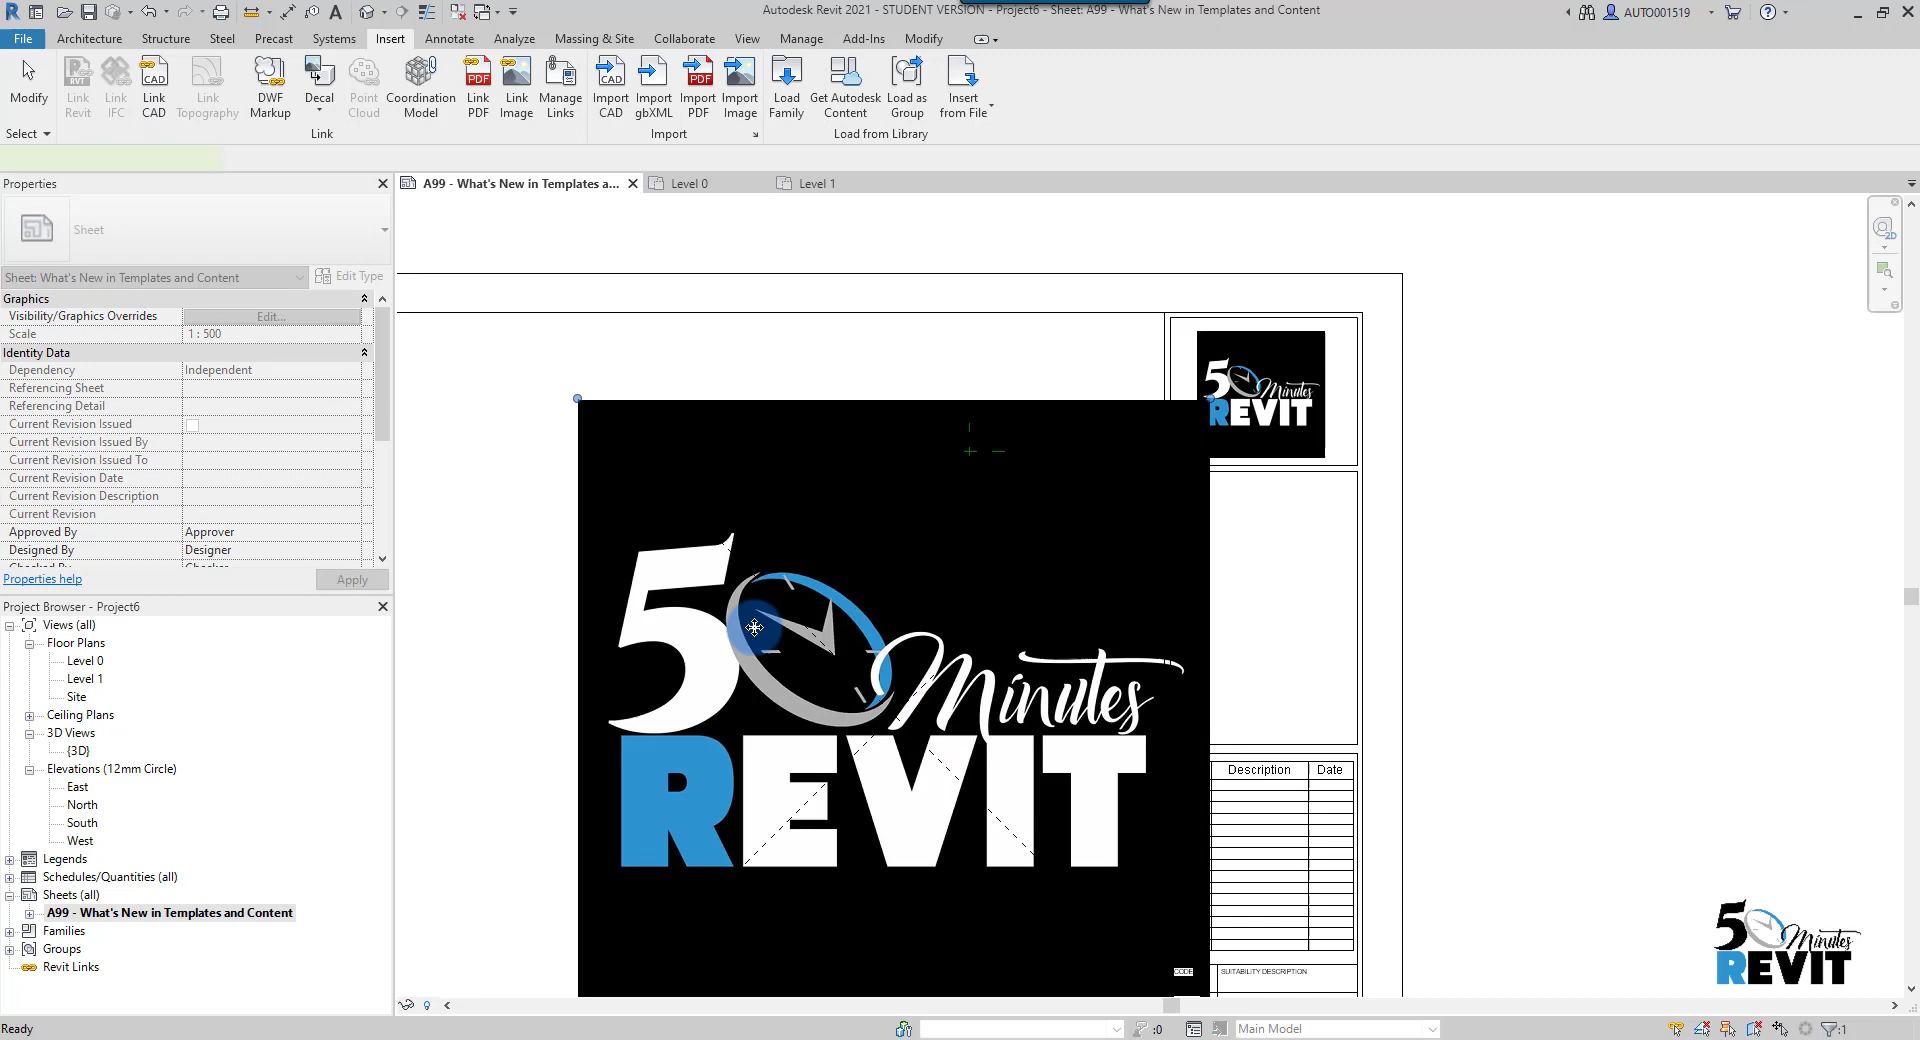 Autodesk Revit 2021 - STUDENT VERSION - Project6 - Sheet: A99 - What's New in Templates and Content
AUTO001519
File Architecture Structure Steel Precast Systems Insert Annotate Analyze Massing & Site Collaborate View Manage Add-Ins Modify
Modify
Link Revit
Link IFC
Link CAD
Link Topography
DWF Markup
Decal
Point Cloud
Coordination Model
Link PDF
Link Image
Manage Links
Import CAD
Import gbXML
Import PDF
Import Image
Load Family
Get Autodesk Content
Load as Group
Insert from File
Select
Link
Import
Load from Library
Properties
A99 - What's New in Templates a...
Level 0
Level 1
Sheet
Sheet: What's New in Templates and Content
Edit Type
Graphics
Visibility/Graphics Overrides Edit...
Scale 1 : 500
Identity Data
Dependency Independent
Referencing Sheet
Referencing Detail
Current Revision Issued
Current Revision Issued By
Current Revision Issued To
Current Revision Date
Current Revision Description
Current Revision
Approved By Approver
Designed By Designer
Properties help
Apply
Project Browser - Project6
Views (all)
Floor Plans
Level 0
Level 1
Site
Ceiling Plans
3D Views
{3D}
Elevations (12mm Circle)
East
North
South
West
Legends
Schedules/Quantities (all)
Sheets (all)
A99 - What's New in Templates and Content
Families
Groups
Revit Links
50 Minutes
REVIT
50 Minutes
REVIT
Description Date
CODE
SUITABILITY DESCRIPTION
50 Minutes
REVIT
2D
Ready
:0
Main Model
:1